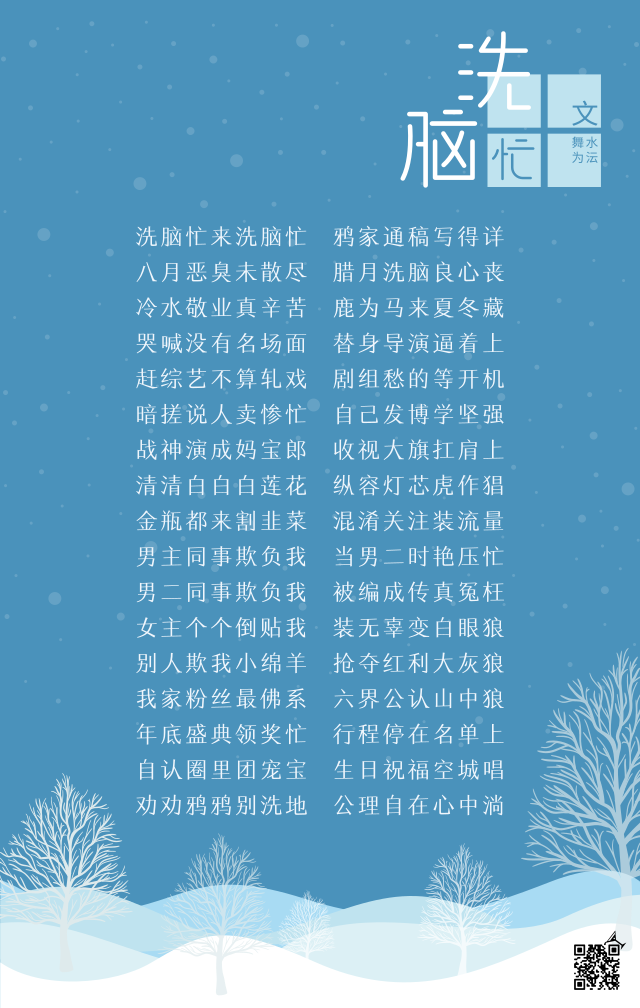 洗脑忙
文
舞水
为沄
洗脑忙来洗脑忙 鸦家通稿写得详
八月恶臭未散尽 腊月洗脑良心丧
冷水敬业真辛苦 鹿为马来夏冬藏
哭喊没有名场面 替身导演逼着上
赶综艺不算轧戏 剧组愁的等开机
暗搓说人卖惨忙 自己发博学坚强
战神演成妈宝郎 收视大旗扛肩上
清清白白白莲花 纵容灯芯虎作猖
金瓶都来割韭菜 混淆关注装流量
男主同事欺负我 当男二时艳压忙
男二同事欺负我 被编成传真冤枉
女主个个倒贴我 装无辜变白眼狼
别人欺我小绵羊 抢夺红利大灰狼
我家粉丝最佛系 六界公认山中狼
年底盛典领奖忙 行程停在名单上
自认圈里团宠宝 生日祝福空城唱
劝劝鸦鸦别洗地 公理自在心中淌